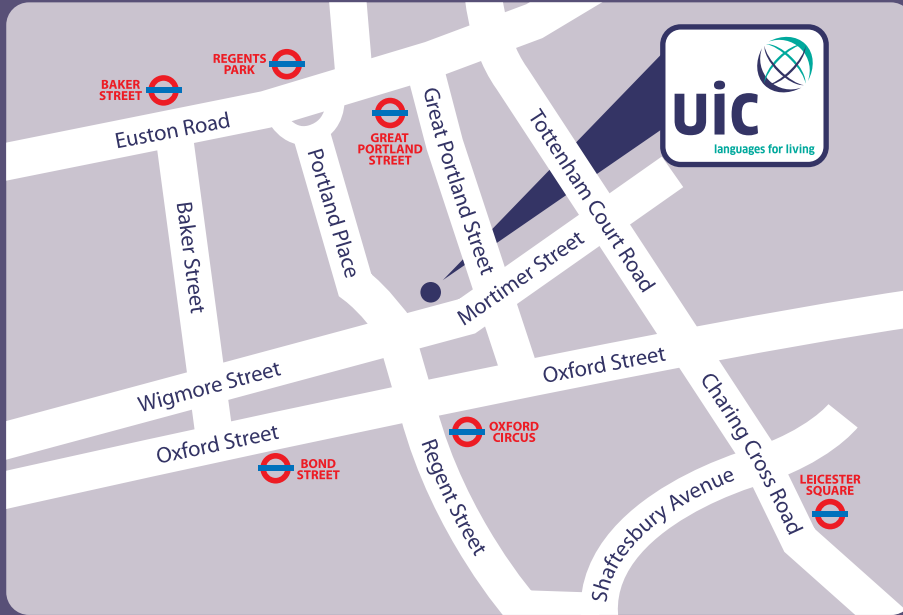 REGENTS
PARK
BAKER
STREET
uic
languages for living
Euston Road
GREAT
PORTLAND
STREET
Great Portland Street
Tottenham Court Road
Portland Place
Baker Street
Mortimer Street
Wigmore Street
Oxford Street
Oxford Street
Charing Cross Road
OXFORD
CIRCUS
BOND
STREET
Regent Street
Shaftesbury Avenue
LEICESTER
SQUARE